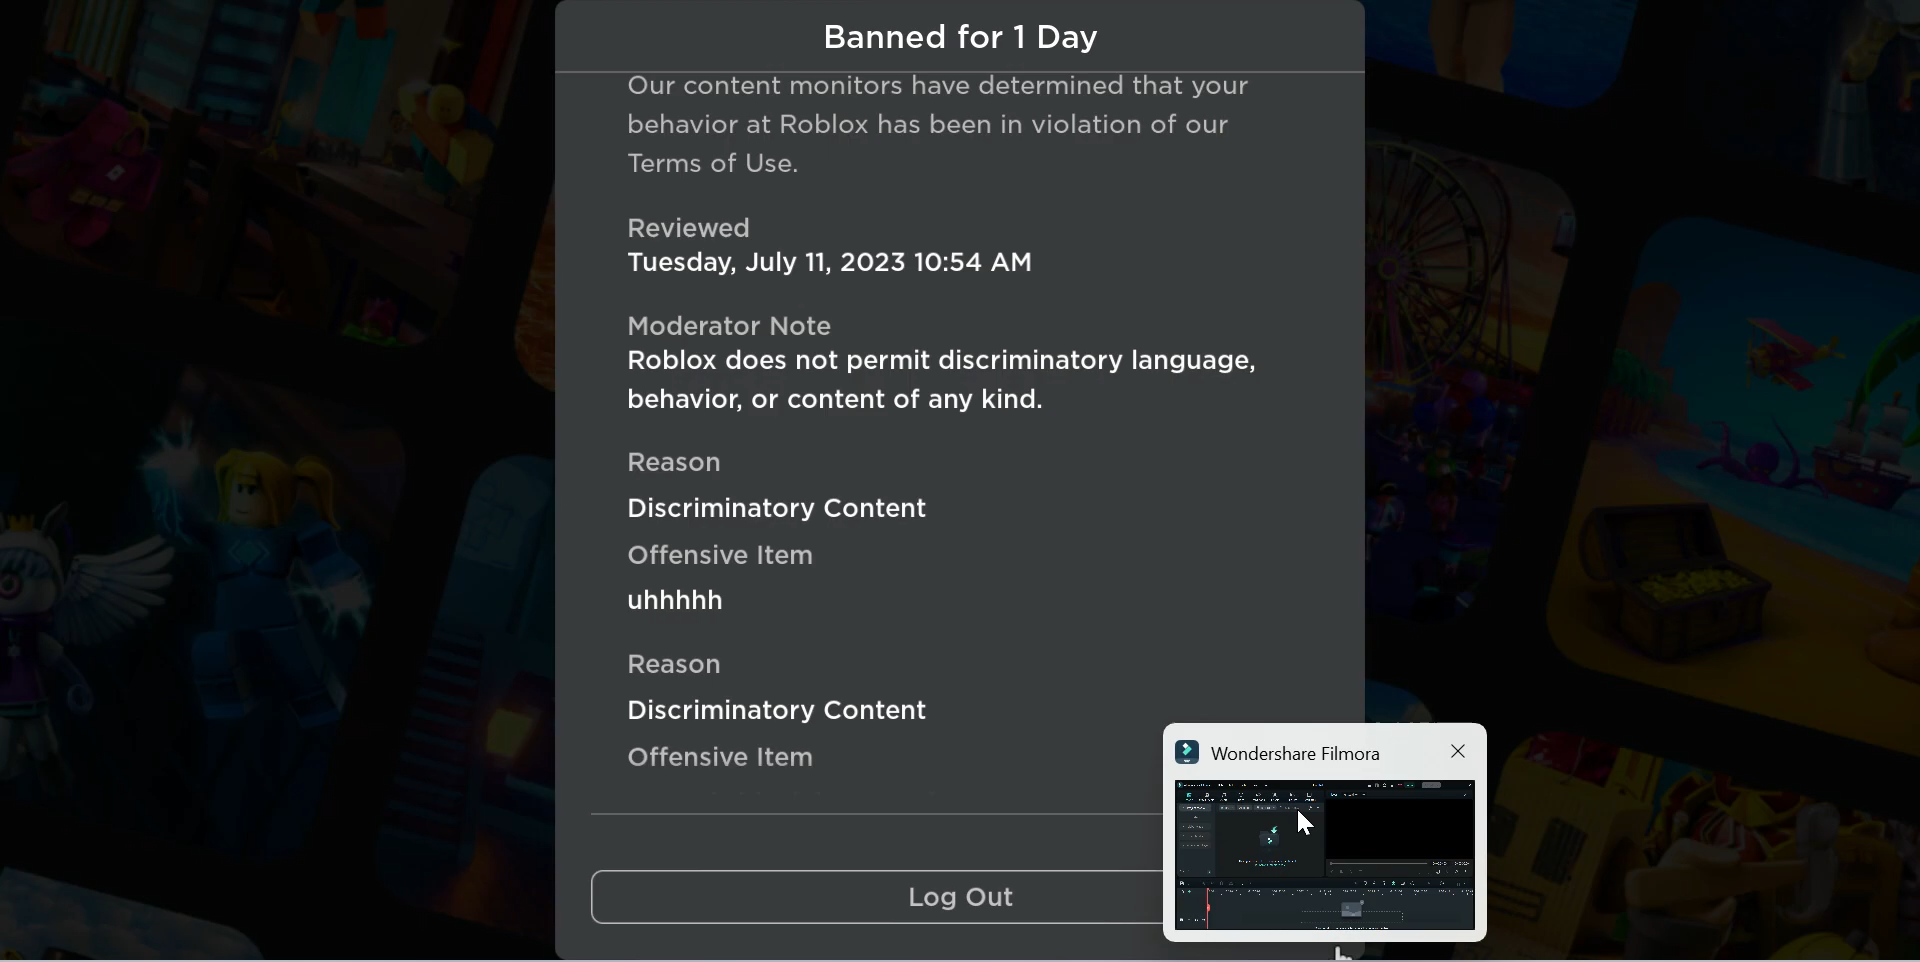 Banned for 1 Day
Our content monitors have determined that your
behavior at Roblox has been in violation of our
Terms of Use.
Reviewed
Tuesday, July 11, 2023 10:54 AM
Moderator Note
Roblox does not permit discriminatory language,
behavior, or content of any kind.
Reason
Discriminatory Content
Offensive Item
uhhhhh
Reason
Discriminatory Content
Offensive Item
Log Out
Wondershare Filmora